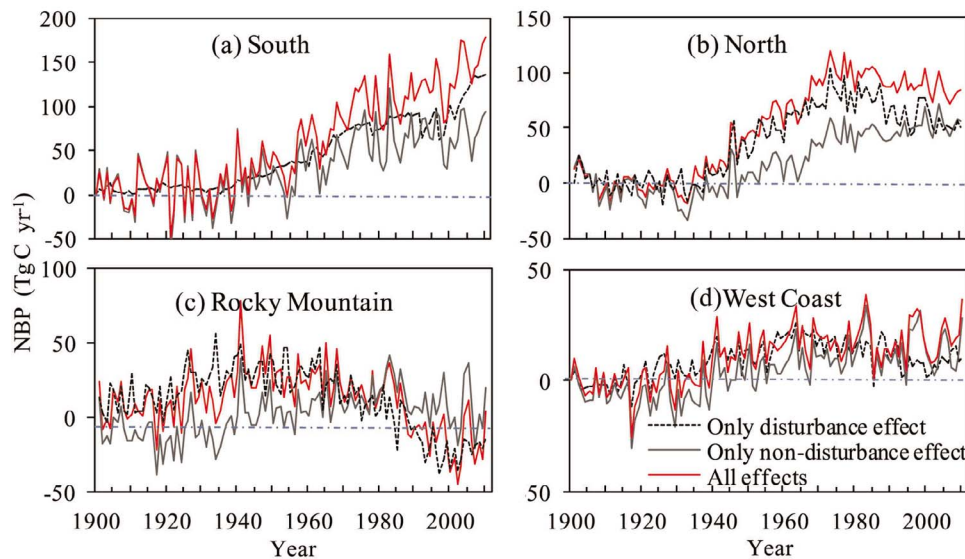 200
150
100
50
0
-50
(a) South
150
100
50
0
-50
(b) North
NBP (Tg C yr⁻¹)
100
50
0
-50
(c) Rocky Mountain
50
0
50
(d) West Coast
Only disturbance effect
Only non-disturbance effect
All effects
1900 1920 1940 1960 1980 2000
Year
1900 1920 1940 1960 1980 2000
Year